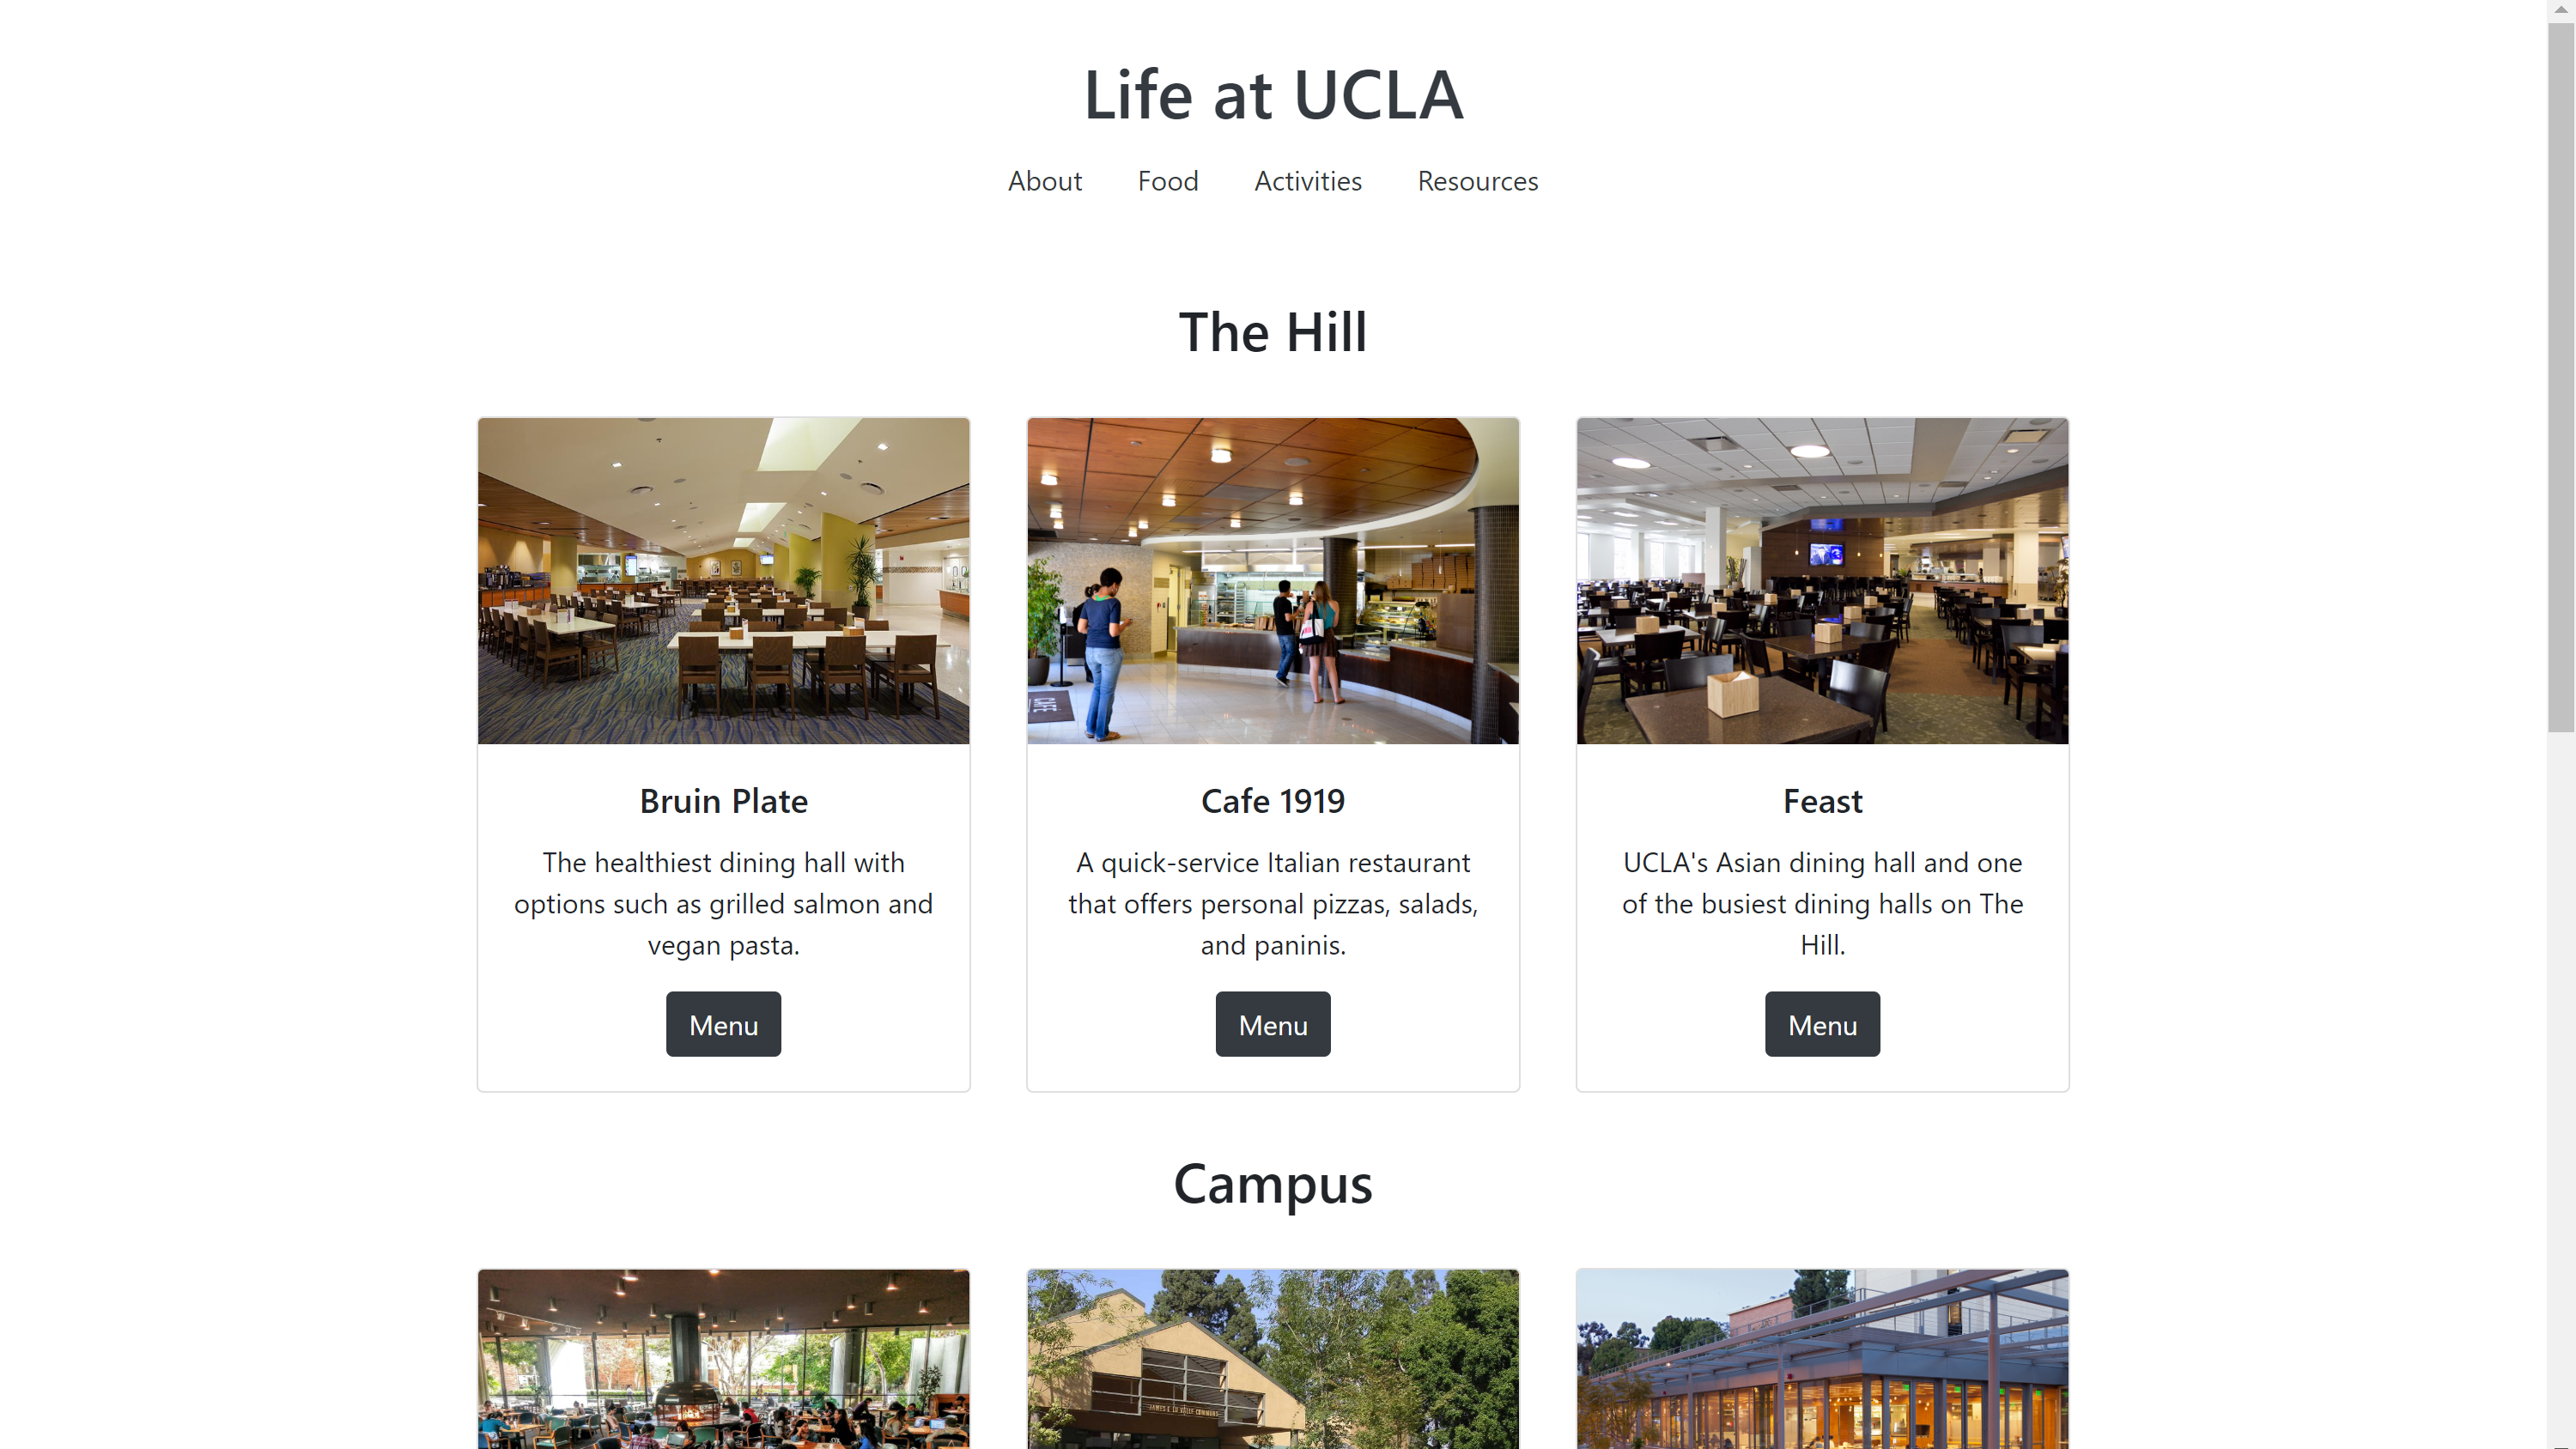 Life at UCLA
About Food Activities Resources
The Hill
Bruin Plate
The healthiest dining hall with
options such as grilled salmon and
vegan pasta.
Menu
Cafe 1919
A quick-service Italian restaurant
that offers personal pizzas, salads,
and paninis.
Menu
Feast
UCLA's Asian dining hall and one
of the busiest dining halls on The
Hill.
Menu
Campus
CAFE